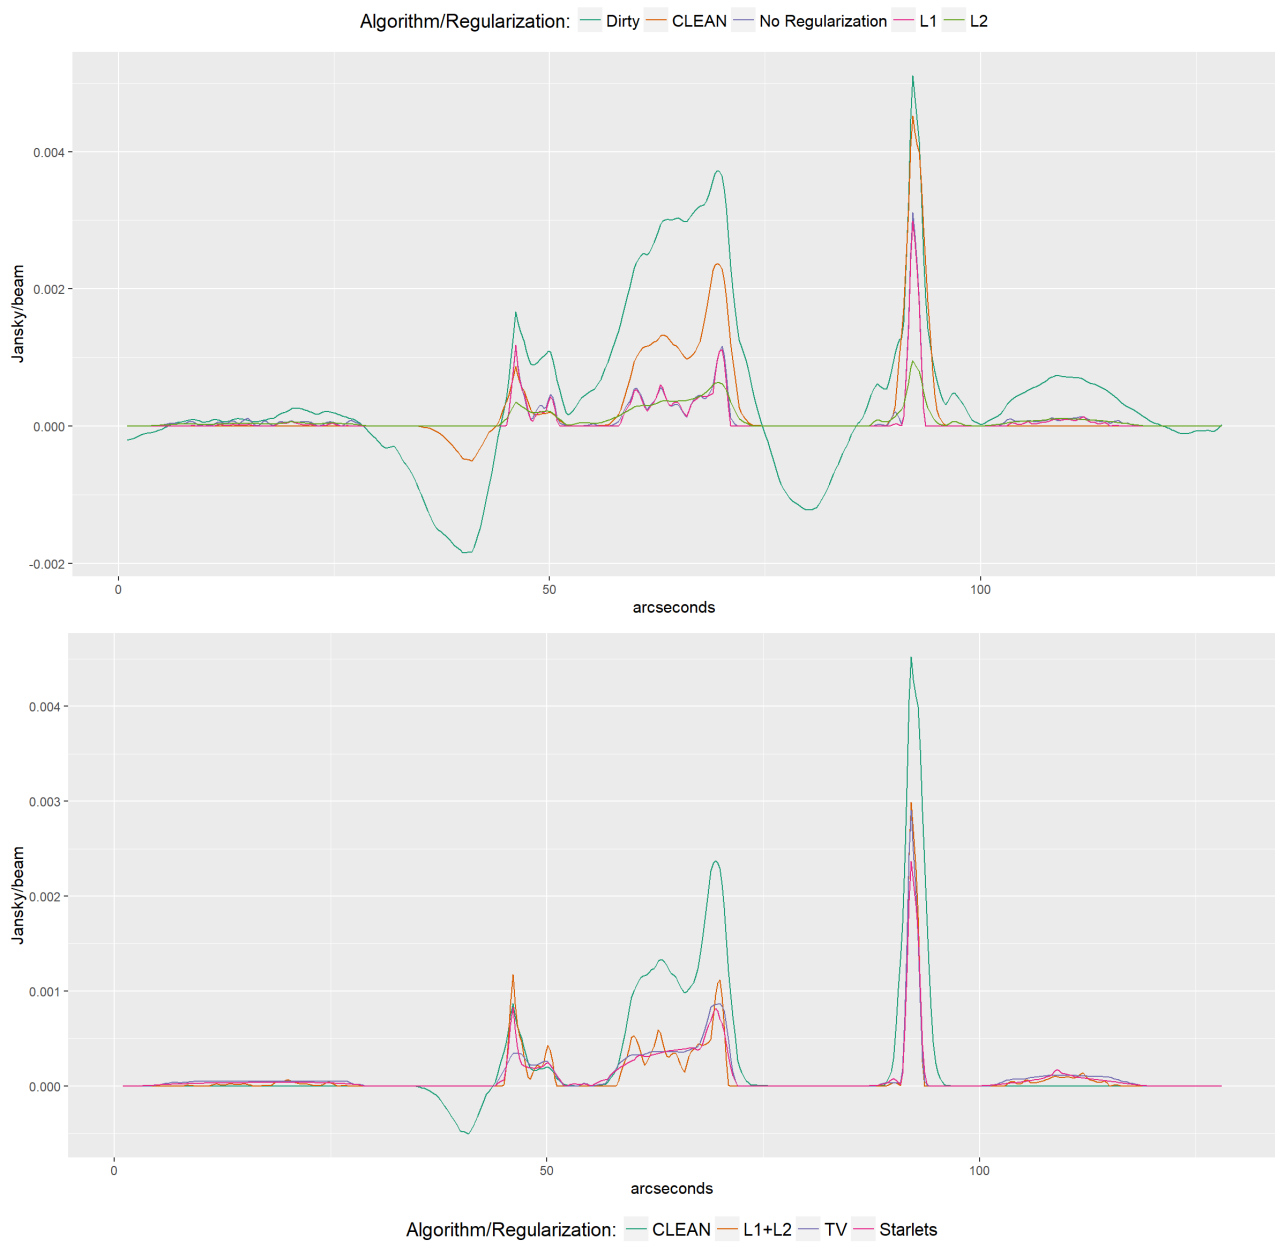 Algorithm/Regularization: Dirty CLEAN No Regularization L1 L2
0.004
0.002
0.000
-0.002
Jansky/beam
0 50 100
arcseconds
0.004
0.003
0.002
0.001
0.000
Jansky/beam
0 50 100
arcseconds
Algorithm/Regularization: CLEAN L1+L2 TV Starlets